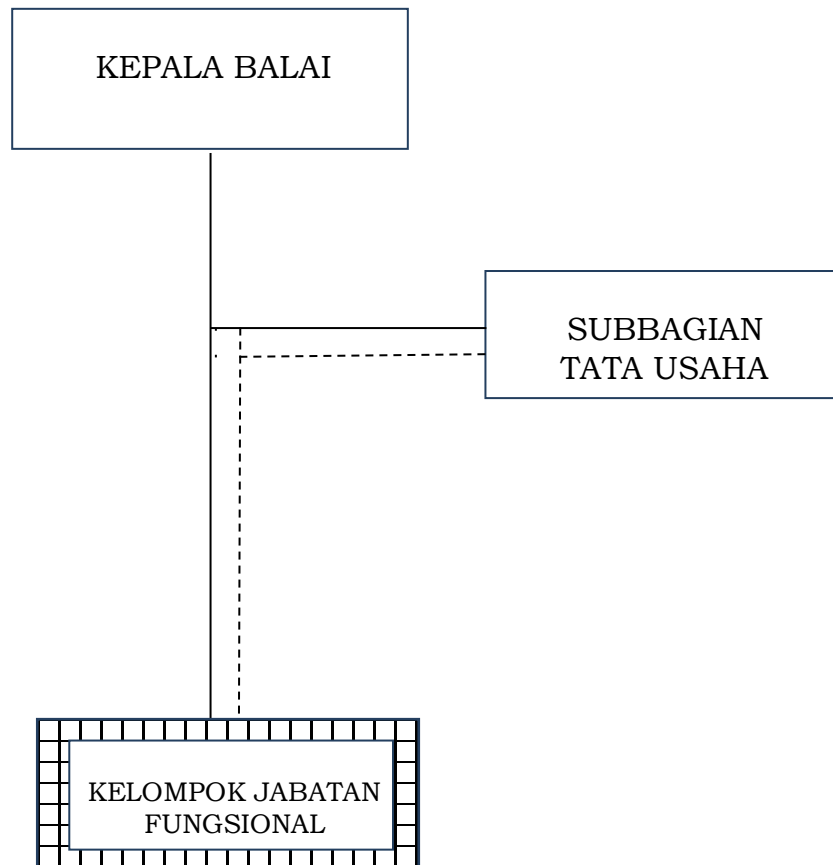 KEPALA BALAI
SUBBAGIAN
TATA USAHA
KELOMPOK JABATAN
FUNGSIONAL